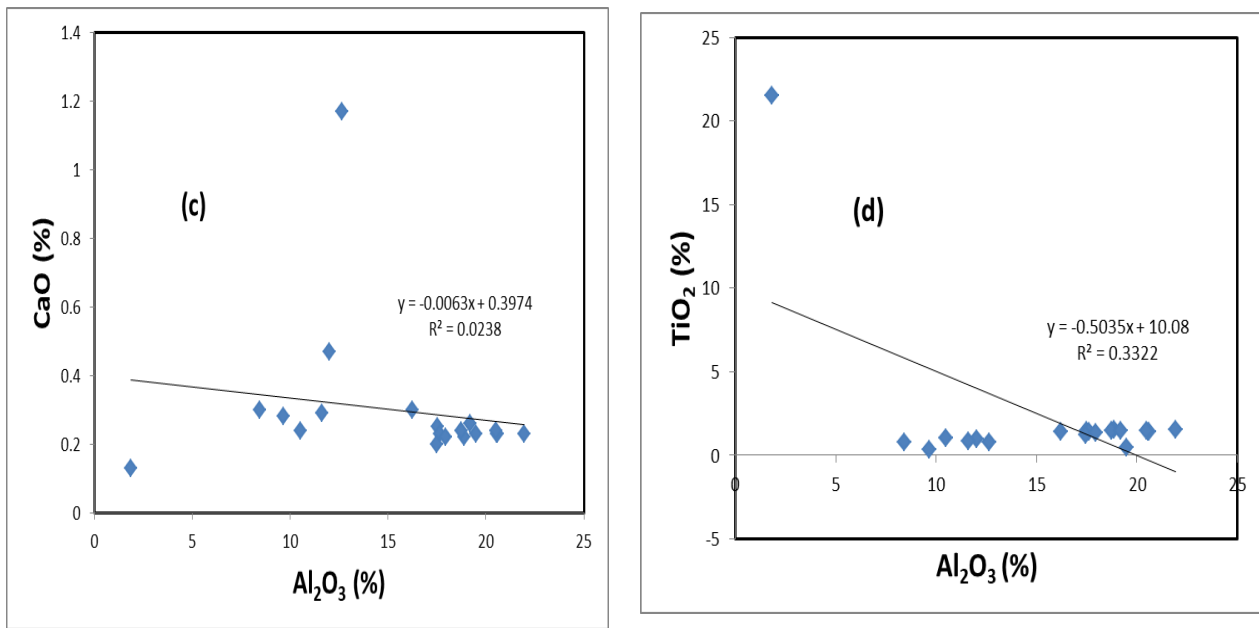 1.4
1.2
1
0.8
0.6
0.4
0.2
0
0 5 10 15 20 25
CaO (%)
(c)
y = -0.0063x + 0.3974
R² = 0.0238
Al₂O₃ (%)
25
20
15
10
5
0
-5
0 5 10 15 20 25
TiO₂ (%)
(d)
y = -0.5035x + 10.08
R² = 0.3322
Al₂O₃ (%)